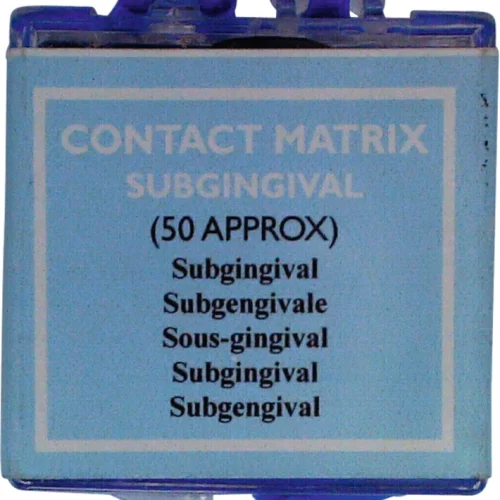 CONTACT MATRIX
SUBGINGIVAL
(50 APPROX)
Subgingival
Subgengivale
Sous-gingival
Subgingival
Subgengival